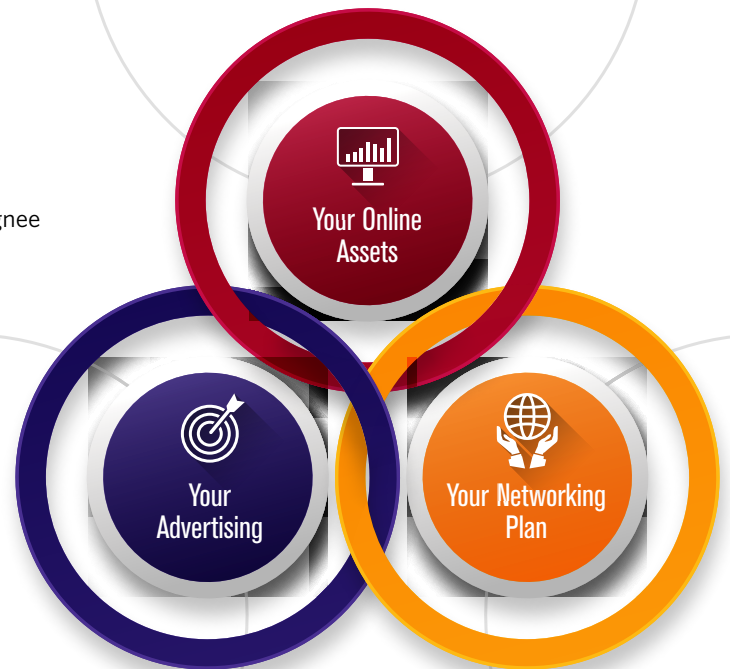 Your Online
Assets
gnee
Your
Advertising
Your Networking
Plan